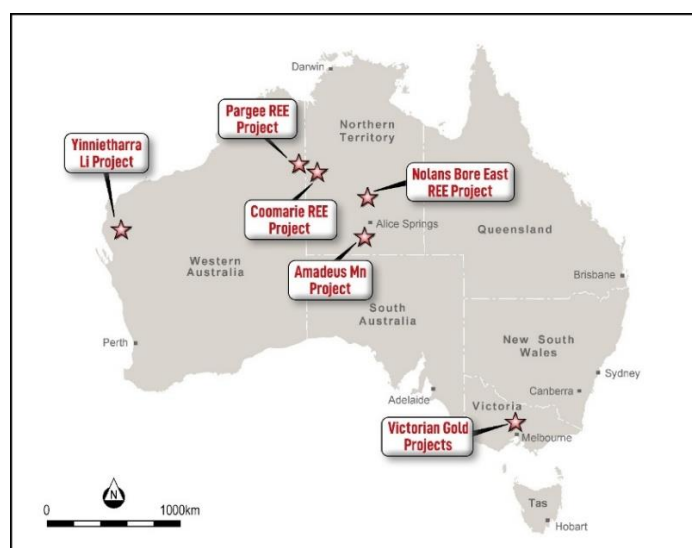 Darwin
Pargee REE
Project
Northern
Territory
Yinnietharra
Li Project
Nolans Bore East
REE Project
Coomarie REE
Project
Alice Springs
Queensland
Western
Australia
Amadeus Mn
Project
Brisbane
South
Australia
New South
Wales
Perth
Sydney
Canberra
Adelaide
Victoria
Victorian Gold
Projects
Melbourne
N
0 1000km
Tas
Hobart